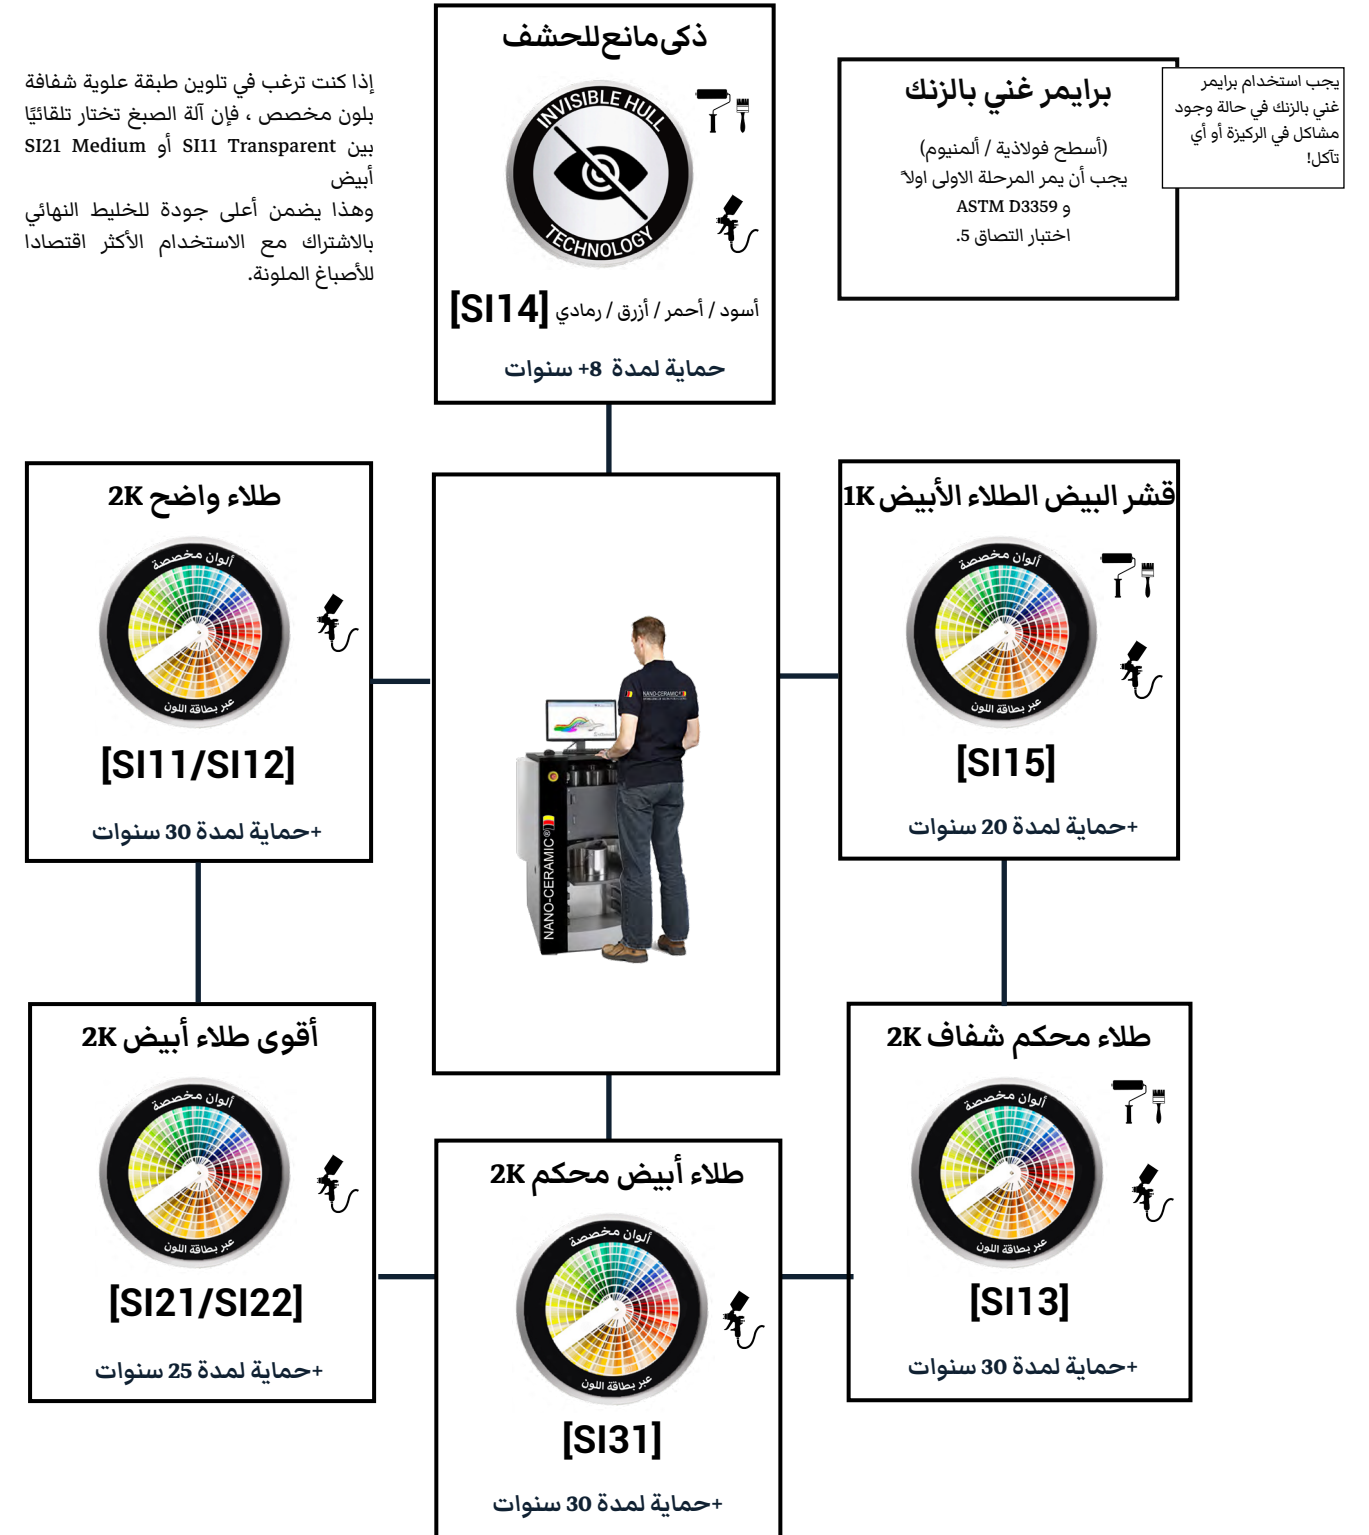 ذكى مانع للحشف
INVISIBLE HULL
TECHNOLOGY
أسود / أحمر / أزرق / رمادي [SI14]
حماية لمدة 8+ سنوات
برايمر غني بالزنك
(أسطح فولاذية / ألمنيوم)
يجب أن يمر المرحلة الاولى اولاً
و ASTM D3359
اختبار التصاق 5.
يجب استخدام برايمر
غني بالزنك في حالة وجود
مشاكل في الركيزة أو أي
تآكل!
إذا كنت ترغب في تلوين طبقة علوية شفافة
بلون مخصص ، فإن آلة الصبغ تختار تلقائيًا
بين SI11 Transparent أو SI21 Medium
أبيض
وهذا يضمن أعلى جودة للخليط النهائي
بالاشتراك مع الاستخدام الأكثر اقتصادا
للأصباغ الملونة.
قشر البيض الطلاء الأبيض 1K
ألوان مخصصة
عبر بطاقة اللون
[SI15]
+حماية لمدة 20 سنوات
طلاء واضح 2K
ألوان مخصصة
عبر بطاقة اللون
[SI11/SI12]
+حماية لمدة 30 سنوات
NANO-CERAMIC®
NANO-CERAMIC®
طلاء محكم شفاف 2K
ألوان مخصصة
عبر بطاقة اللون
[SI13]
+حماية لمدة 30 سنوات
طلاء أبيض محكم 2K
ألوان مخصصة
عبر بطاقة اللون
[SI31]
+حماية لمدة 30 سنوات
أقوى طلاء أبيض 2K
ألوان مخصصة
عبر بطاقة اللون
[SI21/SI22]
+حماية لمدة 25 سنوات